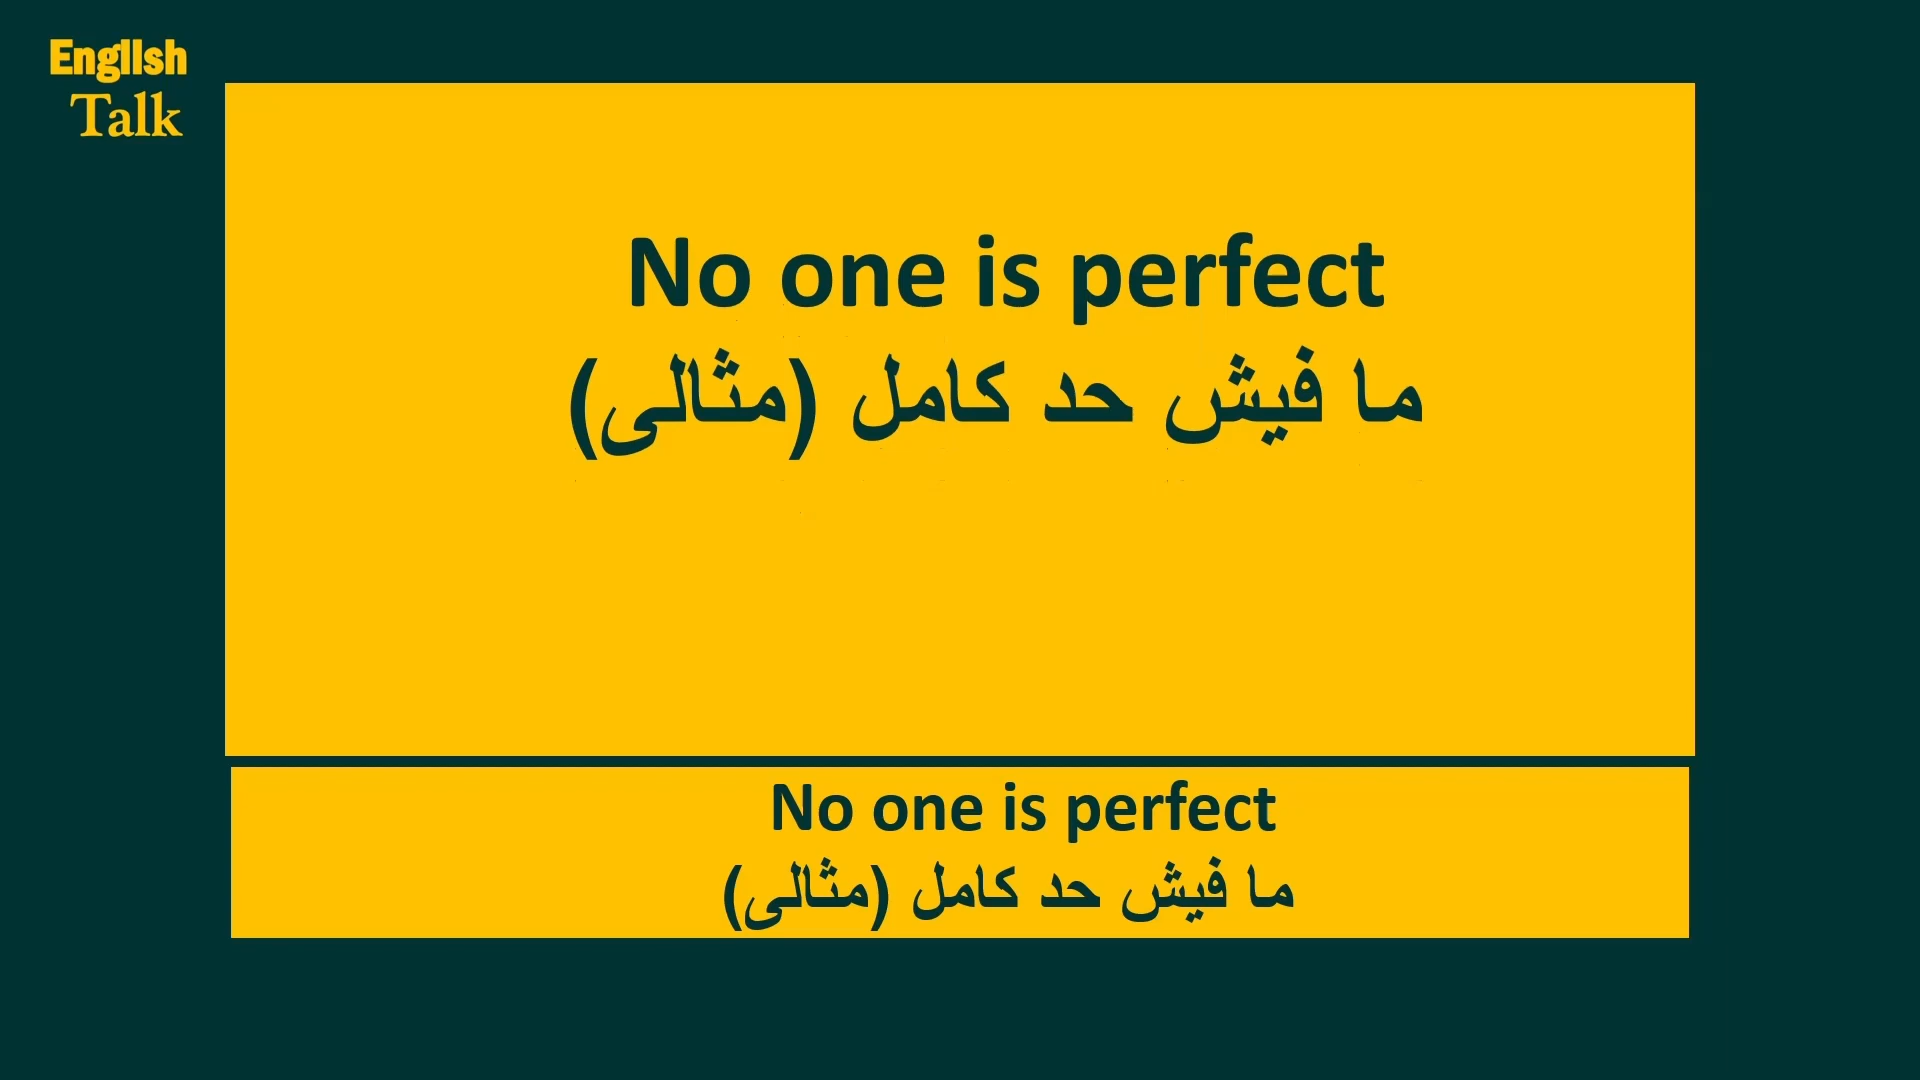 English
Talk
No one is perfect
ما فيش حد كامل (مثالى)
No one is perfect
ما فيش حد كامل (مثالى)